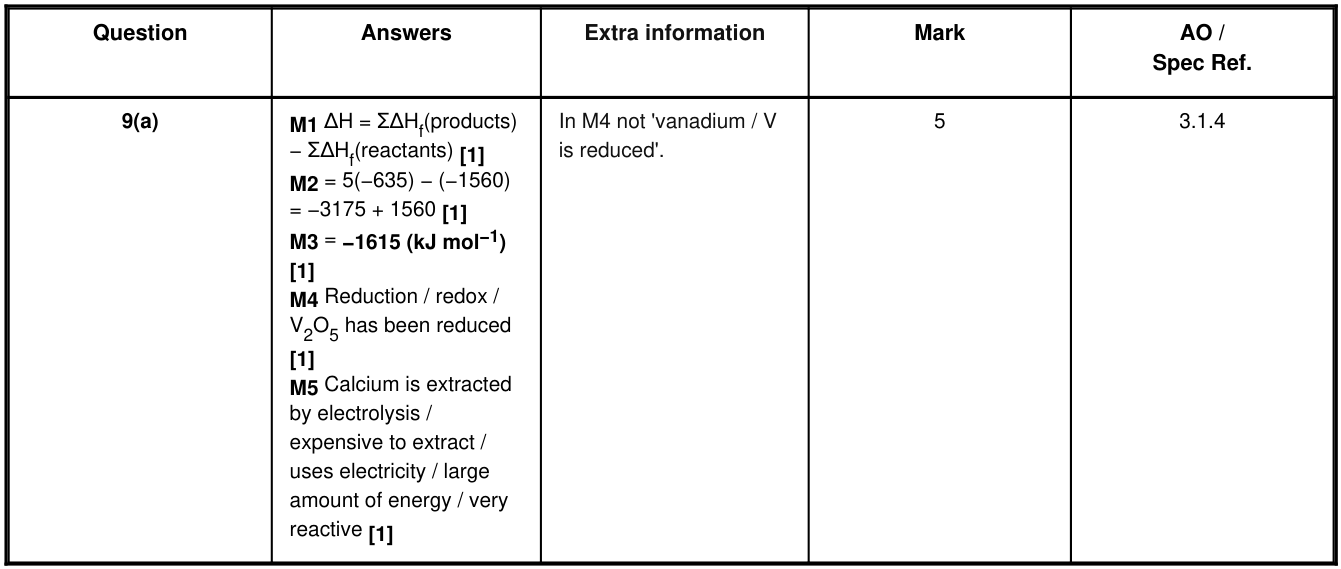 Question Answers Extra information Mark AO /
Spec Ref.
9(a) M1 ΔH = ΣΔHf(products) In M4 not 'vanadium / V 5 3.1.4
− ΣΔHf(reactants) [1] is reduced'.
M2 = 5(−635) − (−1560)
= −3175 + 1560 [1]
M3 = −1615 (kJ mol⁻¹)
[1]
M4 Reduction / redox /
V₂O₅ has been reduced
[1]
M5 Calcium is extracted
by electrolysis /
expensive to extract /
uses electricity / large
amount of energy / very
reactive [1]